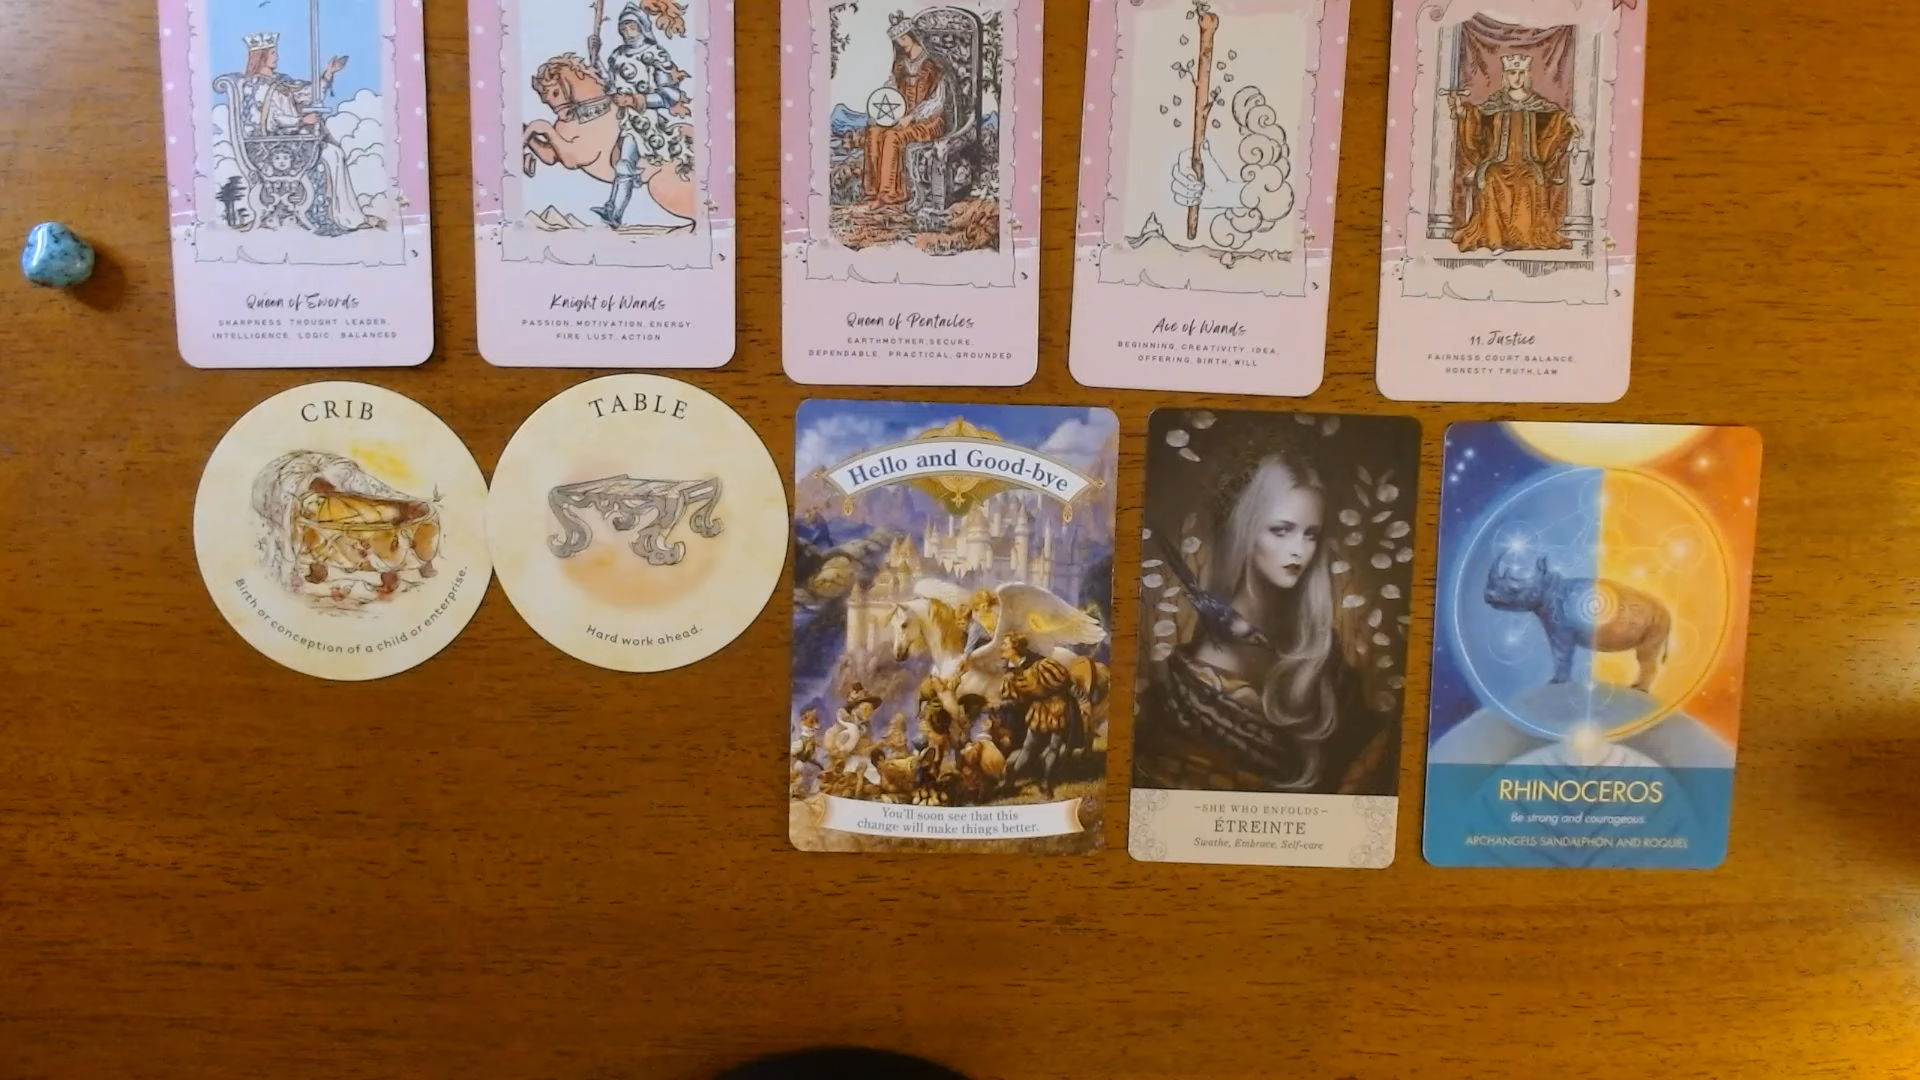 Queen of Swords
SHARPNESS, THOUGHT LEADER,
INTELLIGENCE, LOGIC, BALANCED
Knight of Wands
PASSION, MOTIVATION, ENERGY,
FIRE, LUST, ACTION
Queen of Pentacles
EARTHMOTHER, SECURE,
DEPENDABLE, PRACTICAL, GROUNDED
Ace of Wands
BEGINNING, CREATIVITY, IDEA,
OFFERING, BIRTH, WILL
11. Justice
FAIRNESS, COURT, BALANCE,
HONESTY, TRUTH, LAW
CRIB
Birth or conception of a child or enterprise.
TABLE
Hard work ahead.
Hello and Good-bye
You'll soon see that this
change will make things better.
~SHE WHO ENFOLDS~
ÉTREINTE
Swathe, Embrace, Self-care
RHINOCEROS
Be strong and courageous
ARCHANGELS SANDALPHON AND ROQUIEL